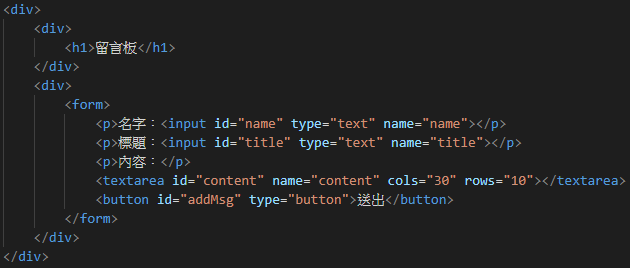 <div>
<div>
<h1>留言板</h1>
</div>
<div>
<form>
<p>名字：<input id="name" type="text" name="name"></p>
<p>標題：<input id="title" type="text" name="title"></p>
<p>內容：</p>
<textarea id="content" name="content" cols="30" rows="10"></textarea>
<button id="addMsg" type="button">送出</button>
</form>
</div>
</div>